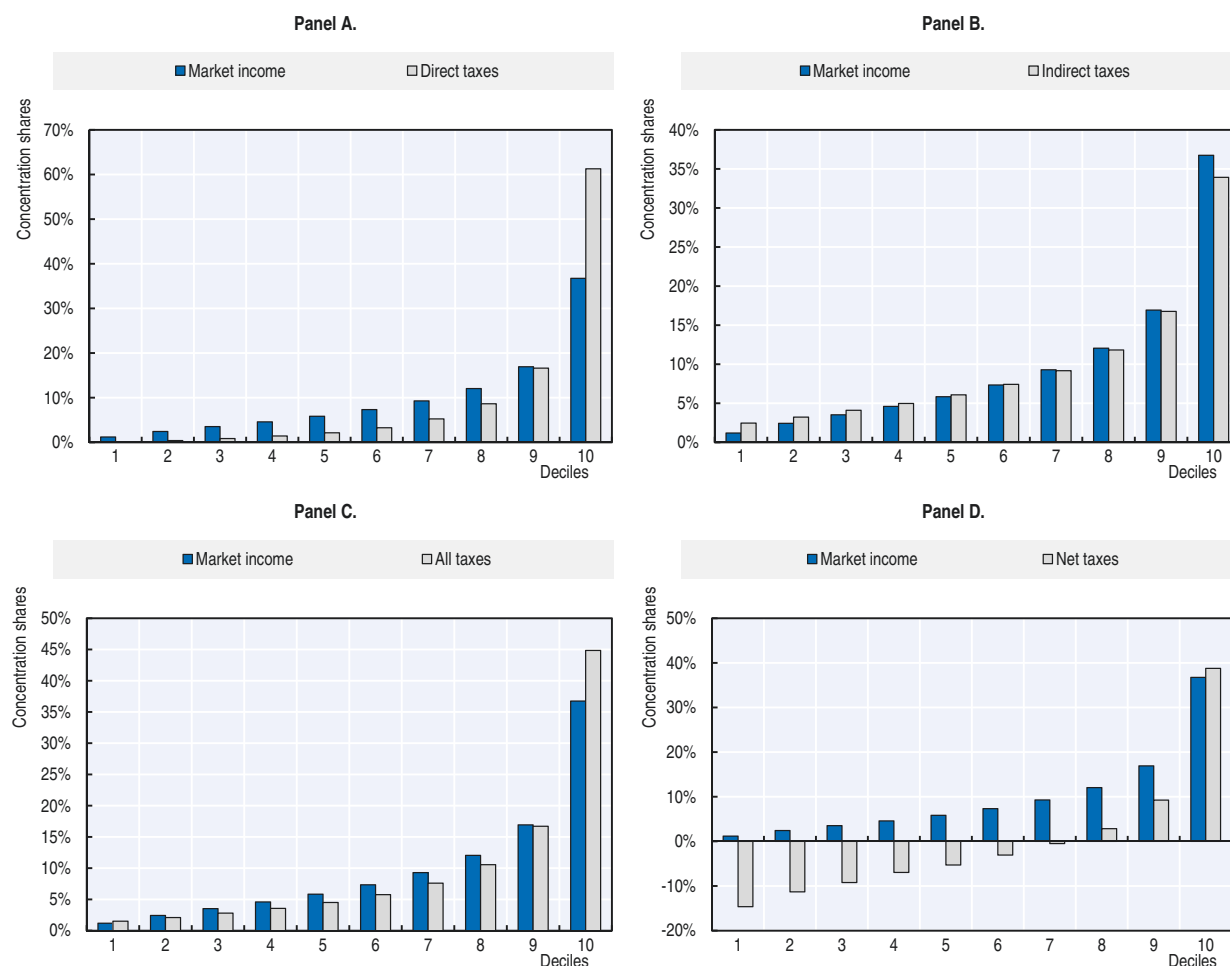 Panel A.
Market income Direct taxes
Concentration shares
70%
60%
50%
40%
30%
20%
10%
0%
1 2 3 4 5 6 7 8 9 10
Deciles
Panel B.
Market income Indirect taxes
Concentration shares
40%
35%
30%
25%
20%
15%
10%
5%
0%
1 2 3 4 5 6 7 8 9 10
Deciles
Panel C.
Market income All taxes
Concentration shares
50%
45%
40%
35%
30%
25%
20%
15%
10%
5%
0%
1 2 3 4 5 6 7 8 9 10
Deciles
Panel D.
Market income Net taxes
Concentration shares
50%
40%
30%
20%
10%
0%
-10%
-20%
1 2 3 4 5 6 7 8 9 10
Deciles